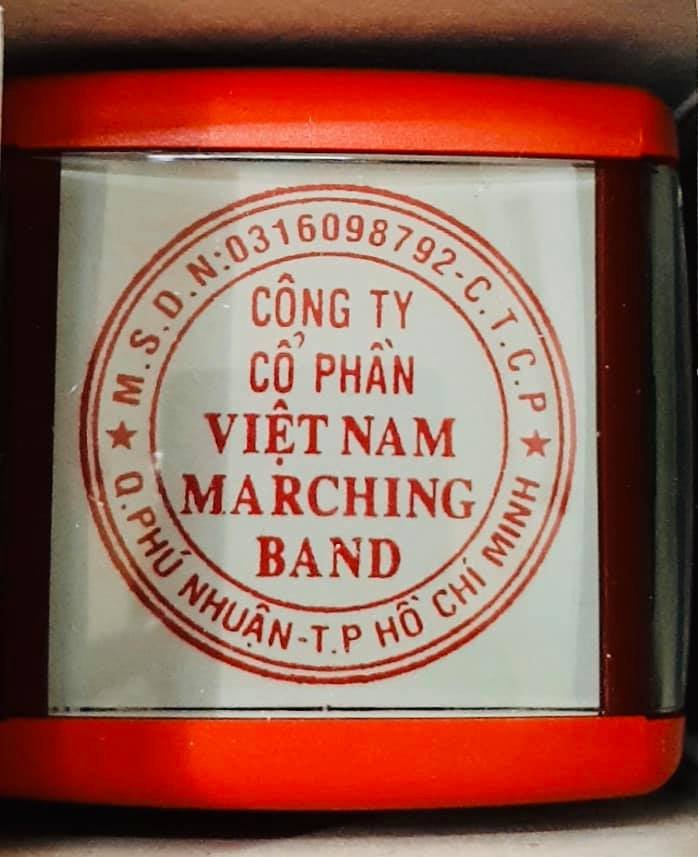 M.S.D.N:0316098792-C.T.C.P
CÔNG TY
CỔ PHẦN
VIỆT NAM
MARCHING
BAND
Q.PHÚ NHUẬN-T.P HỒ CHÍ MINH